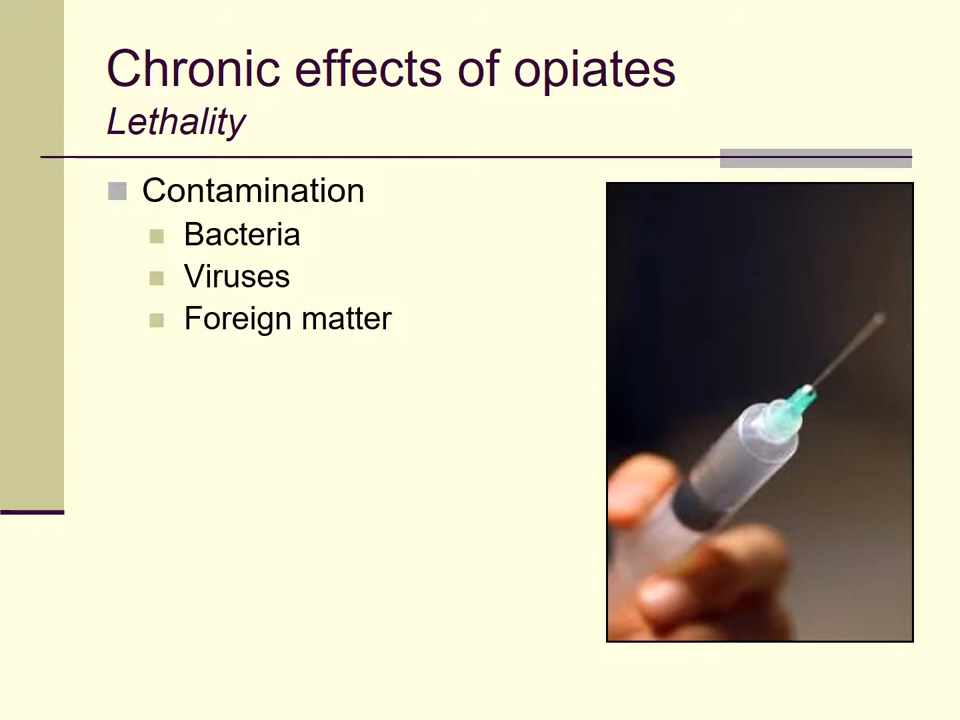 Chronic effects of opiates
Lethality
Contamination
Bacteria
Viruses
Foreign matter